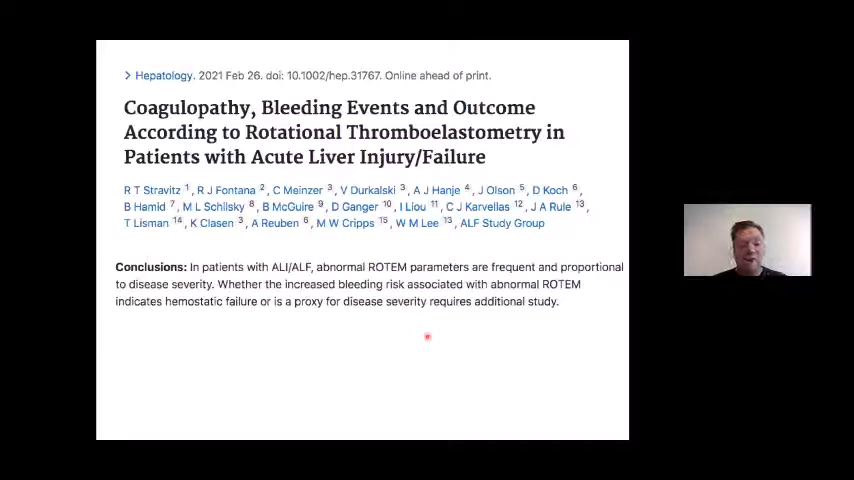 > Hepatology. 2021 Feb 26. doi: 10.1002/hep.31767. Online ahead of print.
Coagulopathy, Bleeding Events and Outcome
According to Rotational Thromboelastometry in
Patients with Acute Liver Injury/Failure
R T Stravitz 1, R J Fontana 2, C Meinzer 3, V Durkalski 3, A J Hanje 4, J Olson 5, D Koch 6,
B Hamid 7, M L Schilsky 8, B McGuire 9, D Ganger 10, I Liou 11, C J Karvellas 12, J A Rule 13,
T Lisman 14, K Clasen 3, A Reuben 6, M W Cripps 15, W M Lee 13, ALF Study Group
Conclusions: In patients with ALI/ALF, abnormal ROTEM parameters are frequent and proportional
to disease severity. Whether the increased bleeding risk associated with abnormal ROTEM
indicates hemostatic failure or is a proxy for disease severity requires additional study.